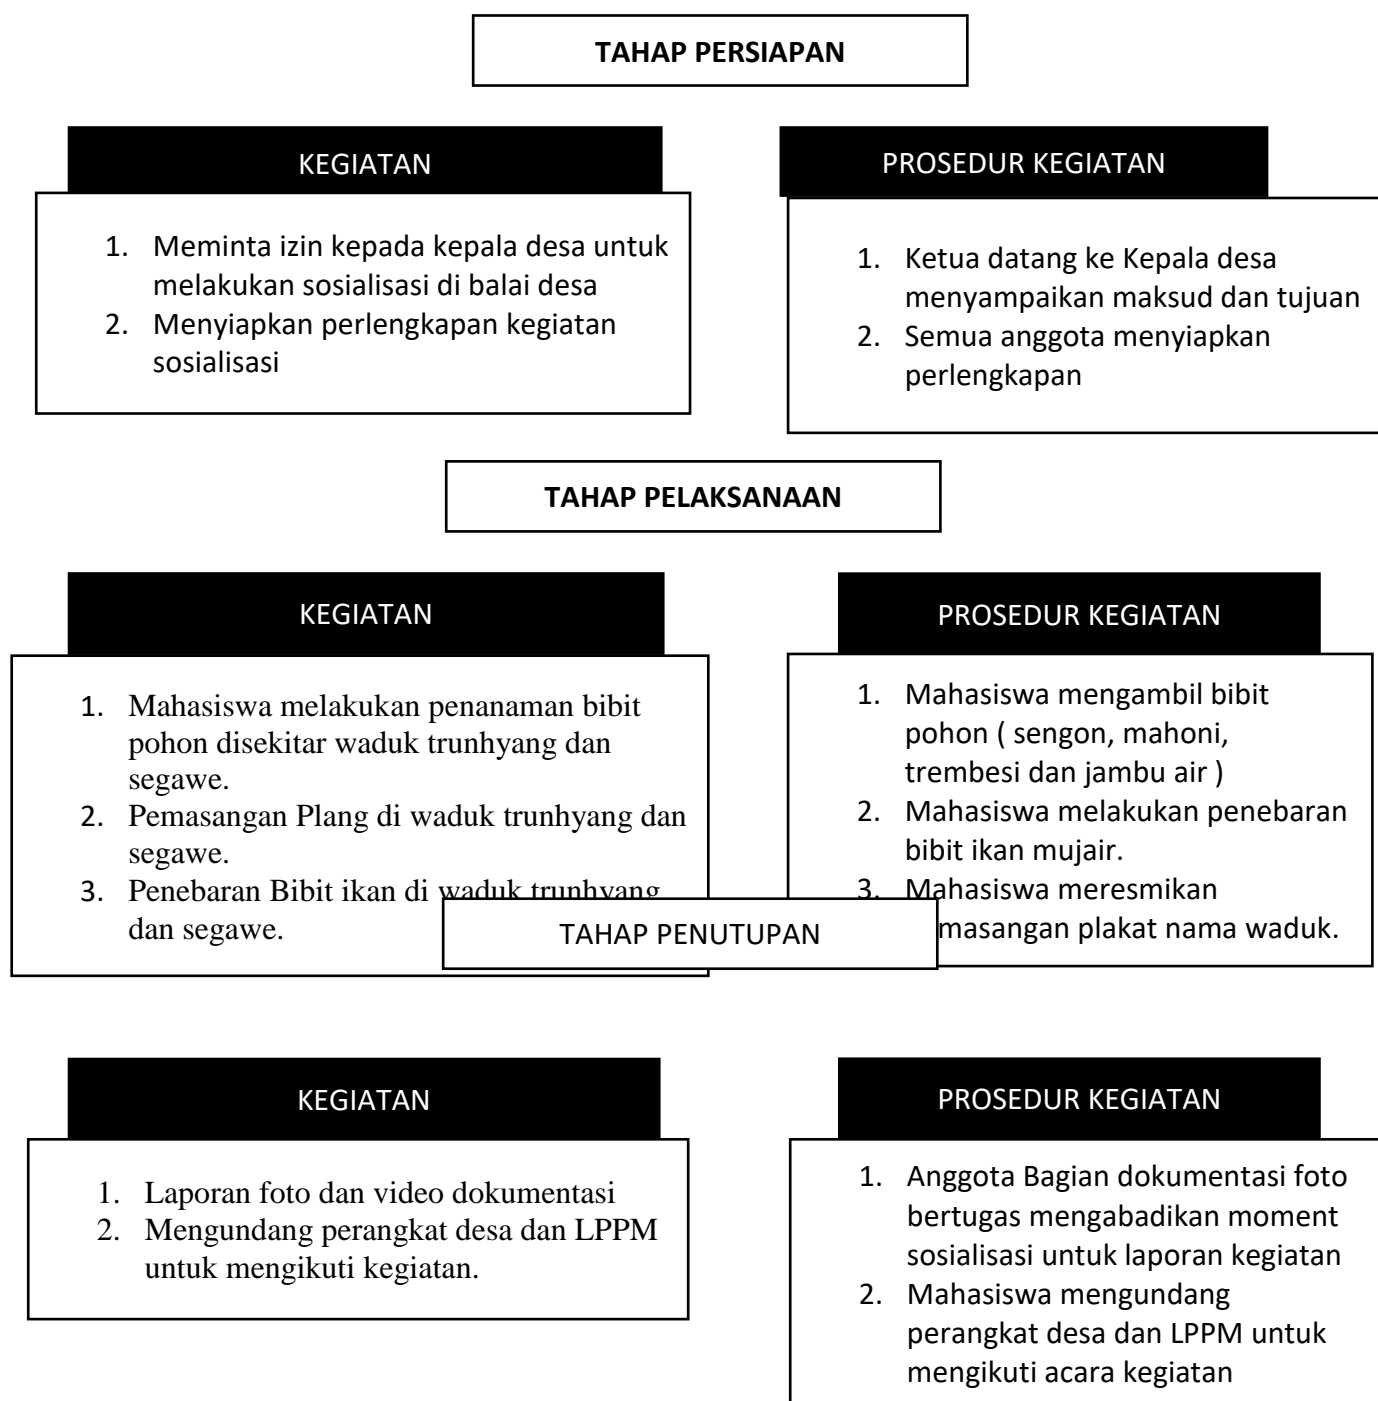 TAHAP PERSIAPAN
KEGIATAN
1. Meminta izin kepada kepala desa untuk
melakukan sosialisasi di balai desa
2. Menyiapkan perlengkapan kegiatan
sosialisasi
PROSEDUR KEGIATAN
1. Ketua datang ke Kepala desa
menyampaikan maksud dan tujuan
2. Semua anggota menyiapkan
perlengkapan
TAHAP PELAKSANAAN
KEGIATAN
1. Mahasiswa melakukan penanaman bibit
pohon disekitar waduk trunhyang dan
segawe.
2. Pemasangan Plang di waduk trunhyang dan
segawe.
3. Penebaran Bibit ikan di waduk trunhyang
dan segawe.
PROSEDUR KEGIATAN
1. Mahasiswa mengambil bibit
pohon ( sengon, mahoni,
trembesi dan jambu air )
2. Mahasiswa melakukan penebaran
bibit ikan mujair.
3. Mahasiswa meresmikan
masangan plakat nama waduk.
TAHAP PENUTUPAN
KEGIATAN
1. Laporan foto dan video dokumentasi
2. Mengundang perangkat desa dan LPPM
untuk mengikuti kegiatan.
PROSEDUR KEGIATAN
1. Anggota Bagian dokumentasi foto
bertugas mengabadikan moment
sosialisasi untuk laporan kegiatan
2. Mahasiswa mengundang
perangkat desa dan LPPM untuk
mengikuti acara kegiatan